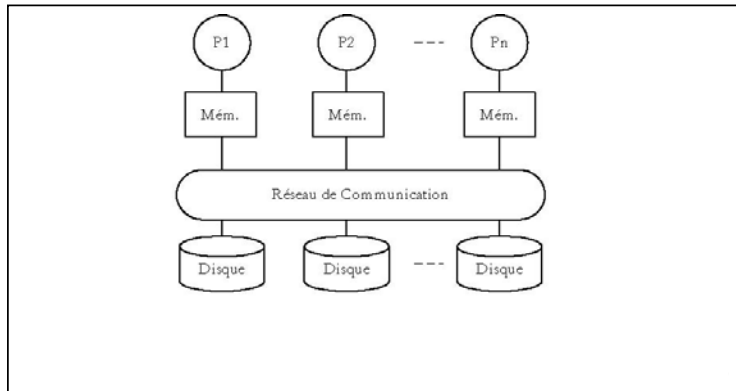 P1 P2 Pn
Mém. Mém. Mém.
Réseau de Communication
Disque Disque Disque